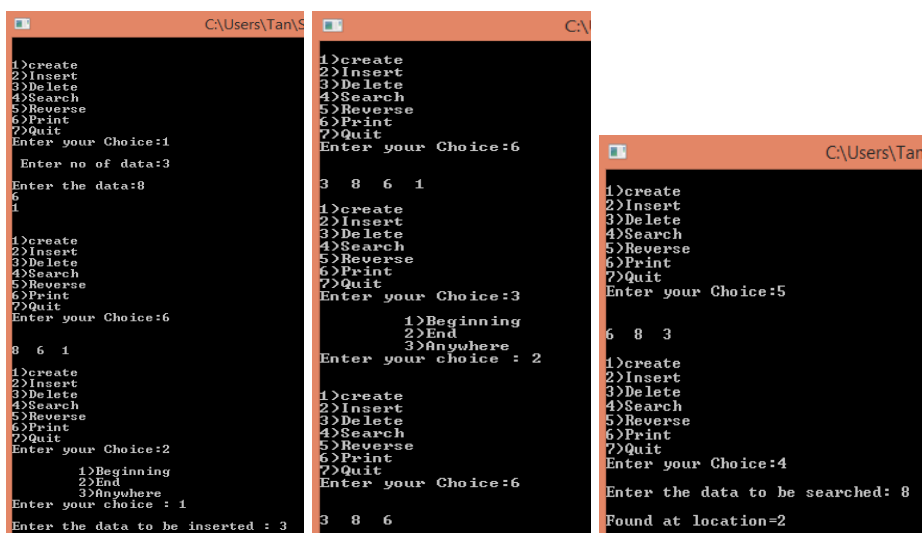 C:\Users\Tan\S
1)create
2)Insert
3)Delete
4)Search
5)Reverse
6)Print
7)Quit
Enter your Choice:1
Enter no of data:3
Enter the data:8
6
1
1)create
2)Insert
3)Delete
4)Search
5)Reverse
6)Print
7)Quit
Enter your Choice:6
8 6 1
1)create
2)Insert
3)Delete
4)Search
5)Reverse
6)Print
7)Quit
Enter your Choice:2
1)Beginning
2)End
3)Anywhere
Enter your choice : 1
Enter the data to be inserted : 3
C:\U
1)create
2)Insert
3)Delete
4)Search
5)Reverse
6)Print
7)Quit
Enter your Choice:6
3 8 6 1
1)create
2)Insert
3)Delete
4)Search
5)Reverse
6)Print
7)Quit
Enter your Choice:3
1)Beginning
2)End
3)Anywhere
Enter your choice : 2
1)create
2)Insert
3)Delete
4)Search
5)Reverse
6)Print
7)Quit
Enter your Choice:6
3 8 6
C:\Users\Tan
1)create
2)Insert
3)Delete
4)Search
5)Reverse
6)Print
7)Quit
Enter your Choice:5
6 8 3
1)create
2)Insert
3)Delete
4)Search
5)Reverse
6)Print
7)Quit
Enter your Choice:4
Enter the data to be searched: 8
Found at location=2